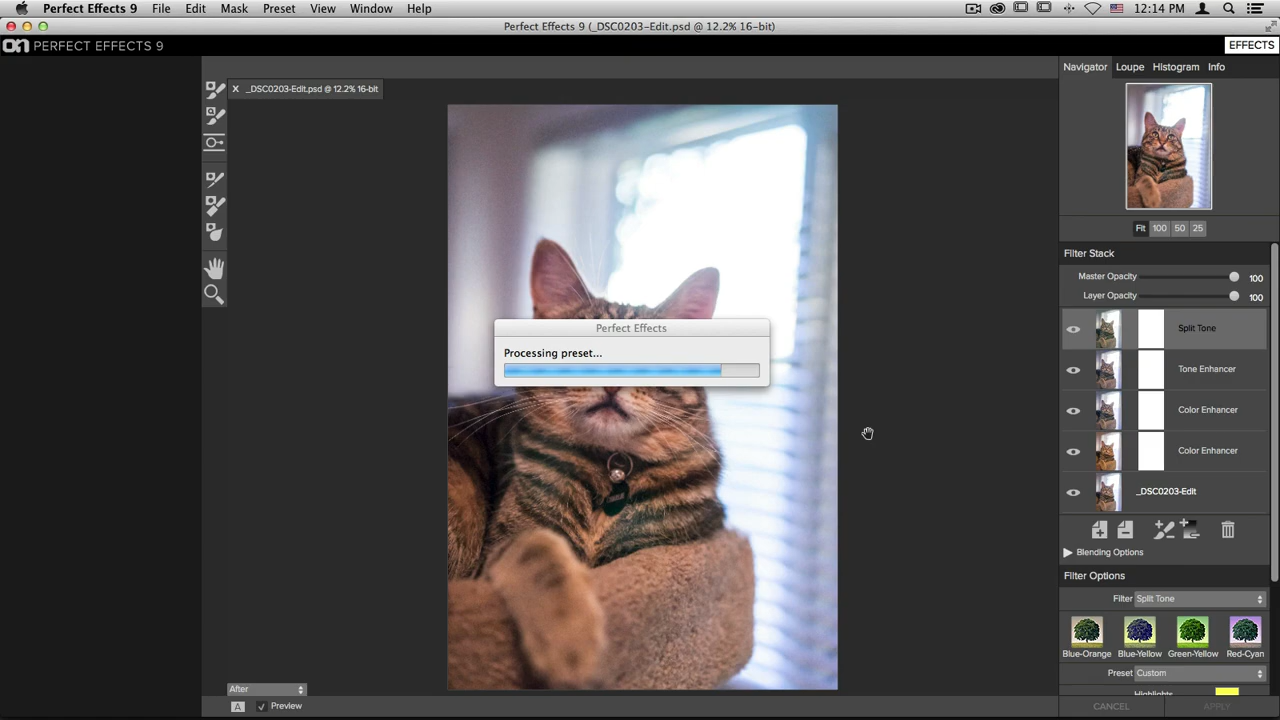 Perfect Effects 9 File Edit Mask Presets View Window Help 12:14 PM
Perfect Effects 9 (_DSC0203-Edit.psd @ 12.2% 16-bit)
on PERFECT EFFECTS 9 EFFECTS
Navigator Loupe Histogram Info
_DSC0203-Edit.psd @ 12.2% 16-bit
Fit 100 50 25
Filter Stack
Master Opacity 100
Layer Opacity 100
Split Tone
Perfect Effects
Processing preset...
Tone Enhancer
Color Enhancer
Color Enhancer
_DSC0203-Edit
Blending Options
Filter Options
Filter Split Tone
Blue-Orange Blue-Yellow Green-Yellow Red-Cyan
Preset Custom
After
Highlights
A Preview
CANCEL APPLY